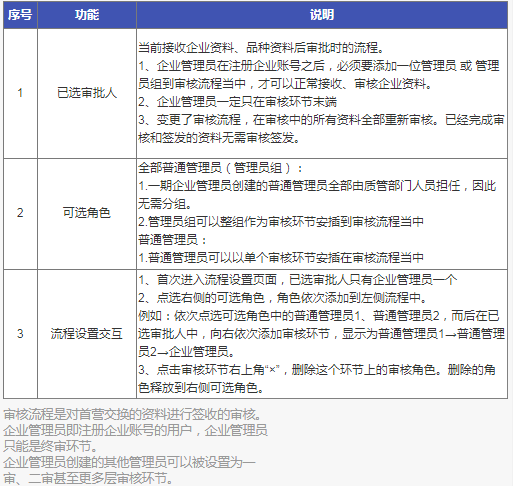 序号 功能 说明
当前接收企业资料、品种资料后审批时的流程。
1、企业管理员在注册企业账号之后，必须要添加一位管理员 或 管理
员组到审核流程当中，才可以正常接收、审核企业资料。
1 已选审批人
2、企业管理员一定只在审核环节末端
3、变更了审核流程，在审核中的所有资料全部重新审核。已经完成审
核和签发的资料无需审核签发。
全部普通管理员（管理员组）：
1.一期企业管理员创建的普通管理员全部由质管部门人员担任，因此
无需分组。
2 可选角色
2.管理员组可以整组作为审核环节安插到审核流程当中
普通管理员：
1.普通管理员可以以单个审核环节安插在审核流程当中
1、首次进入流程设置页面，已选审批人只有企业管理员一个
2、点选右侧的可选角色，角色依次添加到左侧流程中。
例如：依次点选可选角色中的普通管理员1、普通管理员2，而后在已
3 流程设置交互
选审批人中，向右依次添加审核环节，显示为普通管理员1→普通管理
员2→企业管理员。
3、点击审核环节右上角“×”，删除这个环节上的审核角色。删除的角
色释放到右侧可选角色。
审核流程是对首营交换的资料进行签收的审核。
企业管理员即注册企业账号的用户，企业管理员
只能是终审环节。
企业管理员创建的其他管理员可以被设置为一
审、二审甚至更多层审核环节。